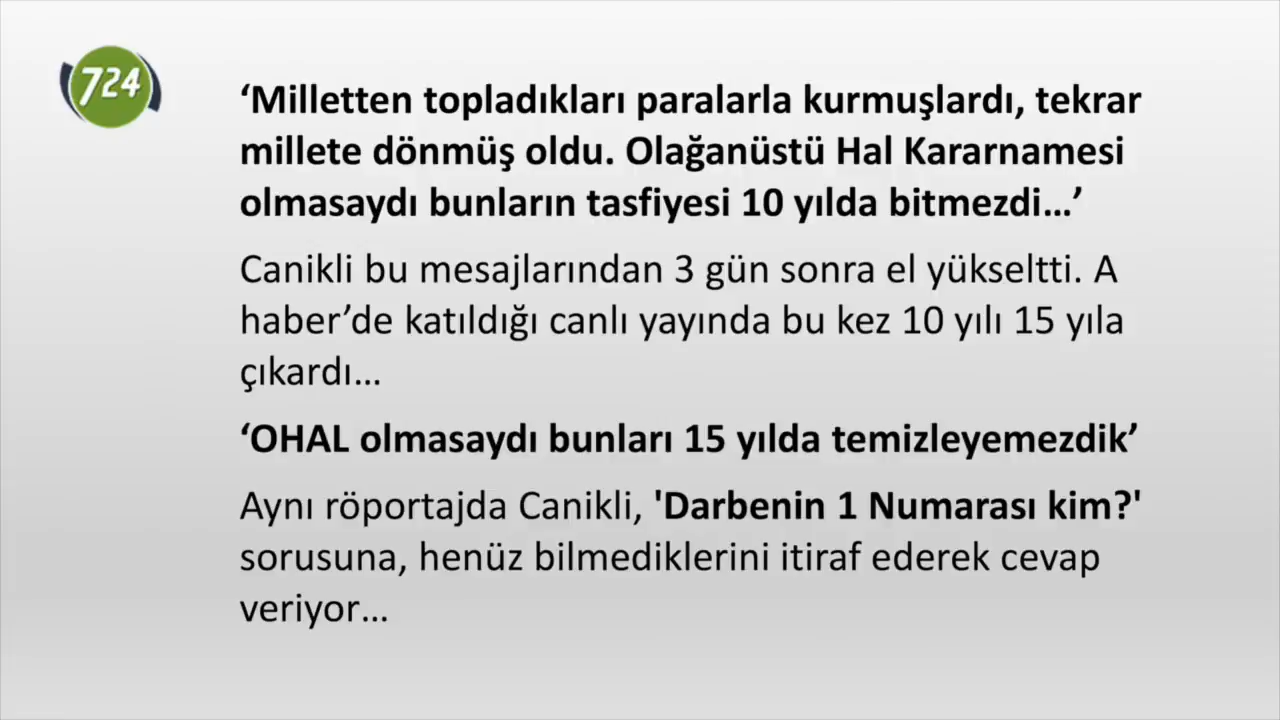 724
‘Milletten topladıkları paralarla kurmuşlardı, tekrar
millete dönmüş oldu. Olağanüstü Hal Kararnamesi
olmasaydı bunların tasfiyesi 10 yılda bitmezdi…’
Canikli bu mesajlarından 3 gün sonra el yükseltti. A
haber’de katıldığı canlı yayında bu kez 10 yılı 15 yıla
çıkardı…
‘OHAL olmasaydı bunları 15 yılda temizleyemezdik’
Aynı röportajda Canikli, 'Darbenin 1 Numarası kim?'
sorusuna, henüz bilmediklerini itiraf ederek cevap
veriyor…